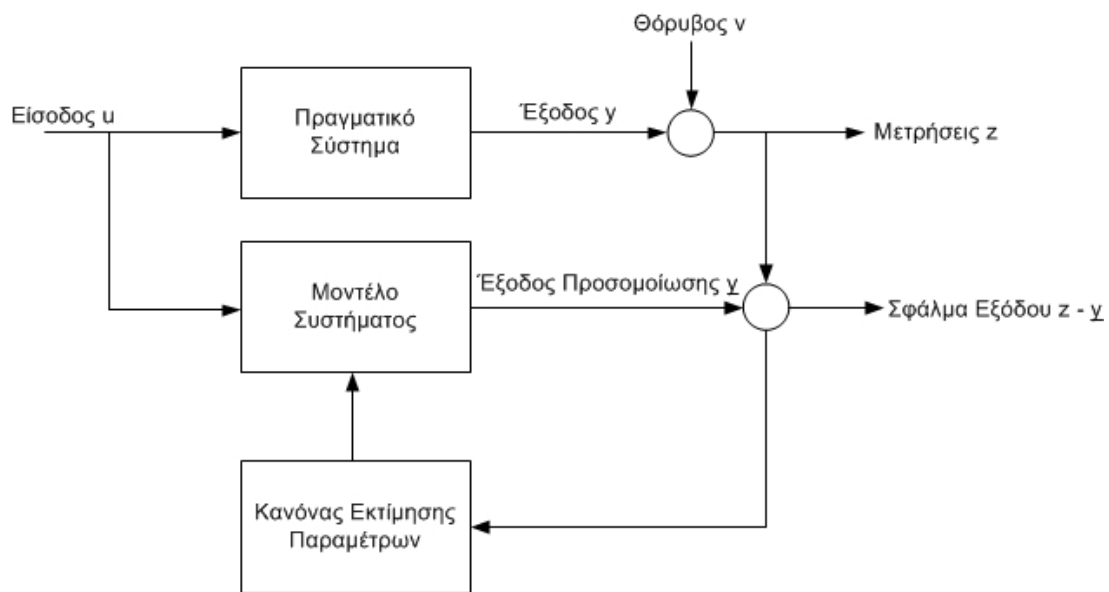 Θόρυβος v
Είσοδος u
Πραγματικό
Σύστημα
Έξοδος y
Μετρήσεις z
Μοντέλο
Συστήματος
Έξοδος Προσομοίωσης y
Σφάλμα Εξόδου z - y
Κανόνας Εκτίμησης
Παραμέτρων